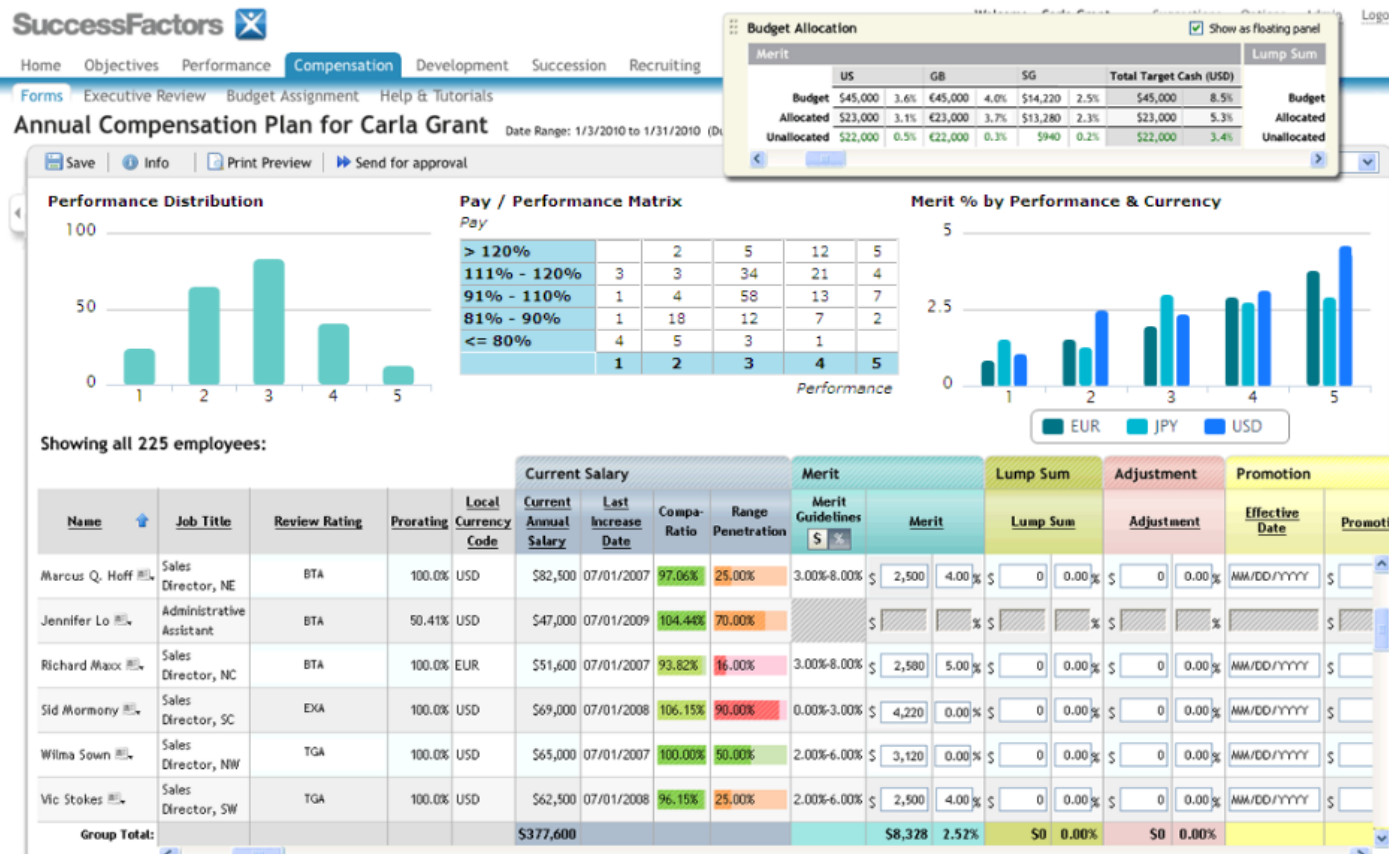 SuccessFactors
Logo
Home Objectives Performance Compensation Development Succession Recruiting
Forms Executive Review Budget Assignment Help & Tutorials
Annual Compensation Plan for Carla Grant Date Range: 1/3/2010 to 1/31/2010 (Du
Budget Allocation Show as floating panel
Merit Lump Sum
US GB SG Total Target Cash (USD)
Budget $45,000 3.6% €45,000 4.0% $14,220 2.5% $45,000 8.5% Budget
Allocated $23,000 3.1% €23,000 3.7% $13,280 2.3% $23,000 5.3% Allocated
Unallocated $22,000 0.5% €22,000 0.3% $940 0.2% $22,000 3.4% Unallocated
Save Info Print Preview Send for approval
Performance Distribution
100
50
0
1 2 3 4 5
Pay / Performance Matrix
Pay
> 120% 2 5 12 5
111% - 120% 3 3 34 21 4
91% - 110% 1 4 58 13 7
81% - 90% 1 18 12 7 2
<= 80% 4 5 3 1
1 2 3 4 5
Performance
Merit % by Performance & Currency
5
2.5
0
1 2 3 4 5
EUR JPY USD
Showing all 225 employees:
Current Salary Merit Lump Sum Adjustment Promotion
Name Job Title Review Rating Prorating Local Currency Code Current Annual Salary Last Increase Date Compa-Ratio Range Penetration Merit Guidelines $ % Merit Lump Sum Adjustment Effective Date Promoti
Marcus Q. Hoff Sales Director, NE BTA 100.0% USD $82,500 07/01/2007 97.06% 25.00% 3.00%-8.00% $ 2,500 4.00 % $ 0 0.00 % $ 0 0.00 % MM/DD/YYYY $
Jennifer Lo Administrative Assistant BTA 50.41% USD $47,000 07/01/2009 104.44% 70.00% $ % $ % $ % $
Richard Maxx Sales Director, NC BTA 100.0% EUR $51,600 07/01/2007 93.82% 16.00% 3.00%-8.00% $ 2,580 5.00 % $ 0 0.00 % $ 0 0.00 % MM/DD/YYYY $
Sid Mormony Sales Director, SC EXA 100.0% USD $69,000 07/01/2008 106.15% 90.00% 0.00%-3.00% $ 4,220 0.00 % $ 0 0.00 % $ 0 0.00 % MM/DD/YYYY $
Wilma Sown Sales Director, NW TGA 100.0% USD $65,000 07/01/2007 100.00% 50.00% 2.00%-6.00% $ 3,120 0.00 % $ 0 0.00 % $ 0 0.00 % MM/DD/YYYY $
Vic Stokes Sales Director, SW TGA 100.0% USD $62,500 07/01/2008 96.15% 25.00% 2.00%-6.00% $ 2,500 4.00 % $ 0 0.00 % $ 0 0.00 % MM/DD/YYYY $
Group Total: $377,600 $8,328 2.52% $0 0.00% $0 0.00%